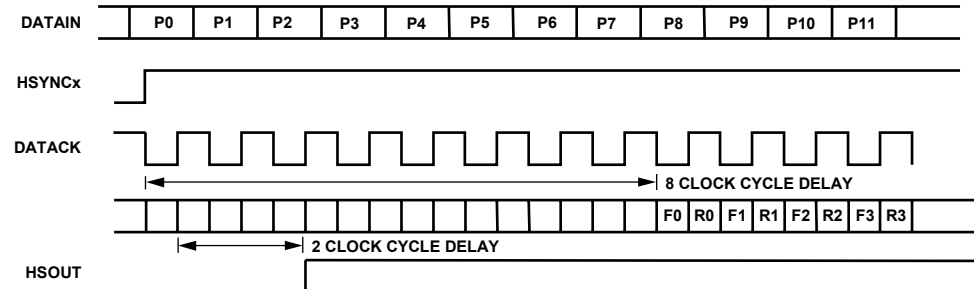 DATAIN P0 P1 P2 P3 P4 P5 P6 P7 P8 P9 P10 P11
HSYNCx
DATACK
8 CLOCK CYCLE DELAY
F0 R0 F1 R1 F2 R2 F3 R3
2 CLOCK CYCLE DELAY
HSOUT